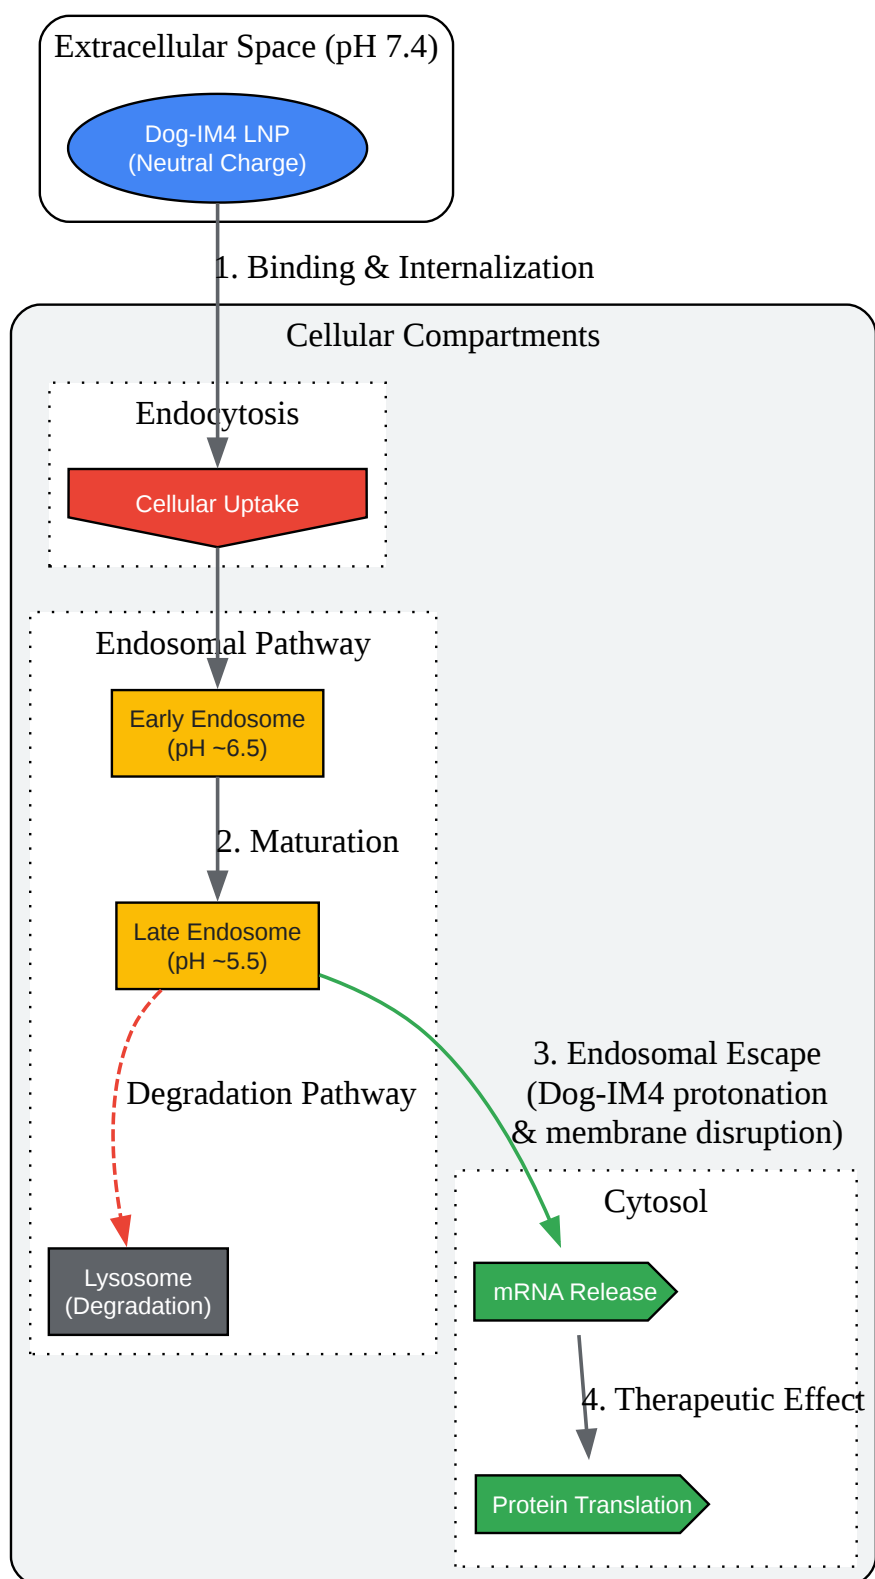 Extracellular Space (pH 7.4)
Dog-IM4 LNP
(Neutral Charge)
1. Binding & Internalization
Cellular Compartments
Endocytosis
Cellular Uptake
Endosomal Pathway
Early Endosome
(pH ~6.5)
2. Maturation
Late Endosome
(pH ~5.5)
3. Endosomal Escape
(Dog-IM4 protonation
& membrane disruption)
Degradation Pathway
Cytosol
Lysosome
(Degradation)
mRNA Release
4. Therapeutic Effect
Protein Translation